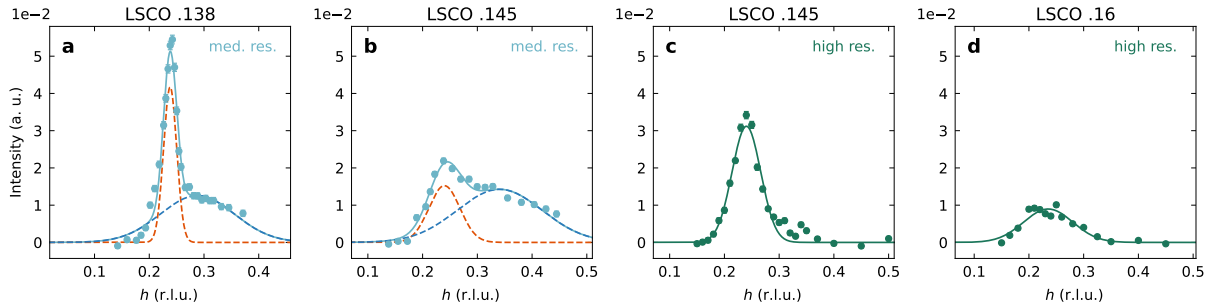 LSCO .138 LSCO .145 LSCO .145 LSCO .16
1e−2 1e−2 1e−2 1e−2
a med. res. b med. res. c high res. d high res.
Intensity (a. u.)
5 5 5 5
4 4 4 4
3 3 3 3
2 2 2 2
1 1 1 1
0 0 0 0
0.1 0.2 0.3 0.4 0.1 0.2 0.3 0.4 0.5 0.1 0.2 0.3 0.4 0.5 0.1 0.2 0.3 0.4 0.5
h (r.l.u.) h (r.l.u.) h (r.l.u.) h (r.l.u.)